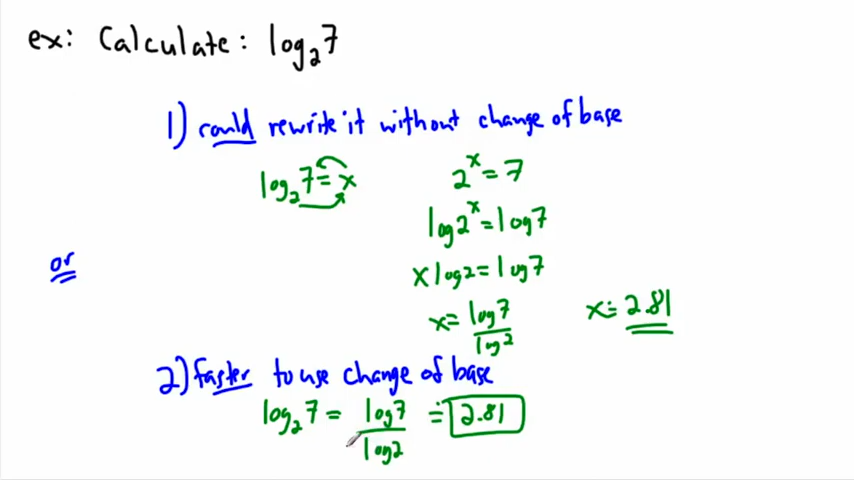 ex: Calculate: log₂7
1) could rewrite it without change of base
log₂7 = x 2ˣ = 7
log2ˣ = log7
or
x log2 = log7
x = log7/log2 x ≐ 2.81
2) faster to use change of base
log₂7 = log7/log2 ≐ 2.81